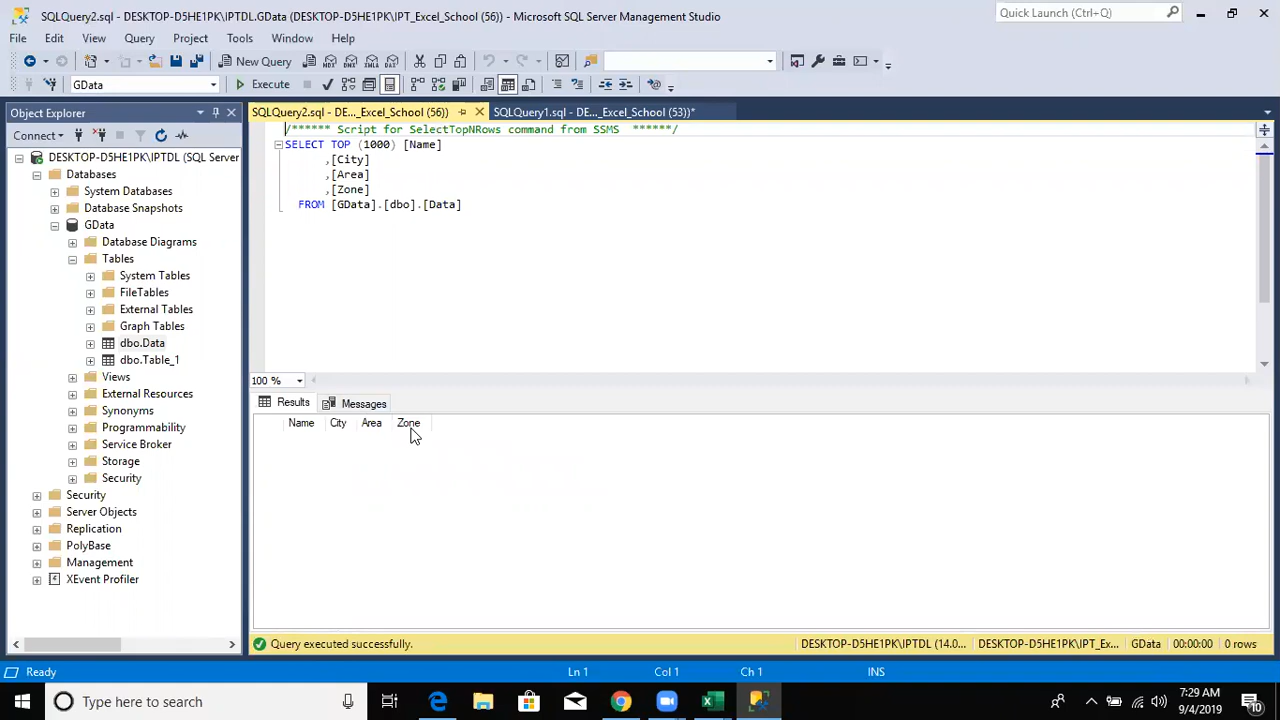 SQLQuery2.sql - DESKTOP-D5HE1PK\IPTDL.GData (DESKTOP-D5HE1PK\IPT_Excel_School (56)) - Microsoft SQL Server Management Studio
Quick Launch (Ctrl+Q)
File Edit View Query Project Tools Window Help
New Query
GData
Execute
Object Explorer
SQLQuery2.sql - DE..._Excel_School (56))
SQLQuery1.sql - DE..._Excel_School (53))*
Connect
DESKTOP-D5HE1PK\IPTDL (SQL Server
Databases
System Databases
Database Snapshots
GData
Database Diagrams
Tables
System Tables
FileTables
External Tables
Graph Tables
dbo.Data
dbo.Table_1
Views
External Resources
Synonyms
Programmability
Service Broker
Storage
Security
Security
Server Objects
Replication
PolyBase
Management
XEvent Profiler
/****** Script for SelectTopNRows command from SSMS ******/
SELECT TOP (1000) [Name]
,[City]
,[Area]
,[Zone]
FROM [GData].[dbo].[Data]
100 %
Results Messages
Name City Area Zone
Query executed successfully.
DESKTOP-D5HE1PK\IPTDL (14.0... DESKTOP-D5HE1PK\IPT_Ex... GData 00:00:00 0 rows
Ready Ln 1 Col 1 Ch 1 INS
Type here to search
7:29 AM
9/4/2019
10